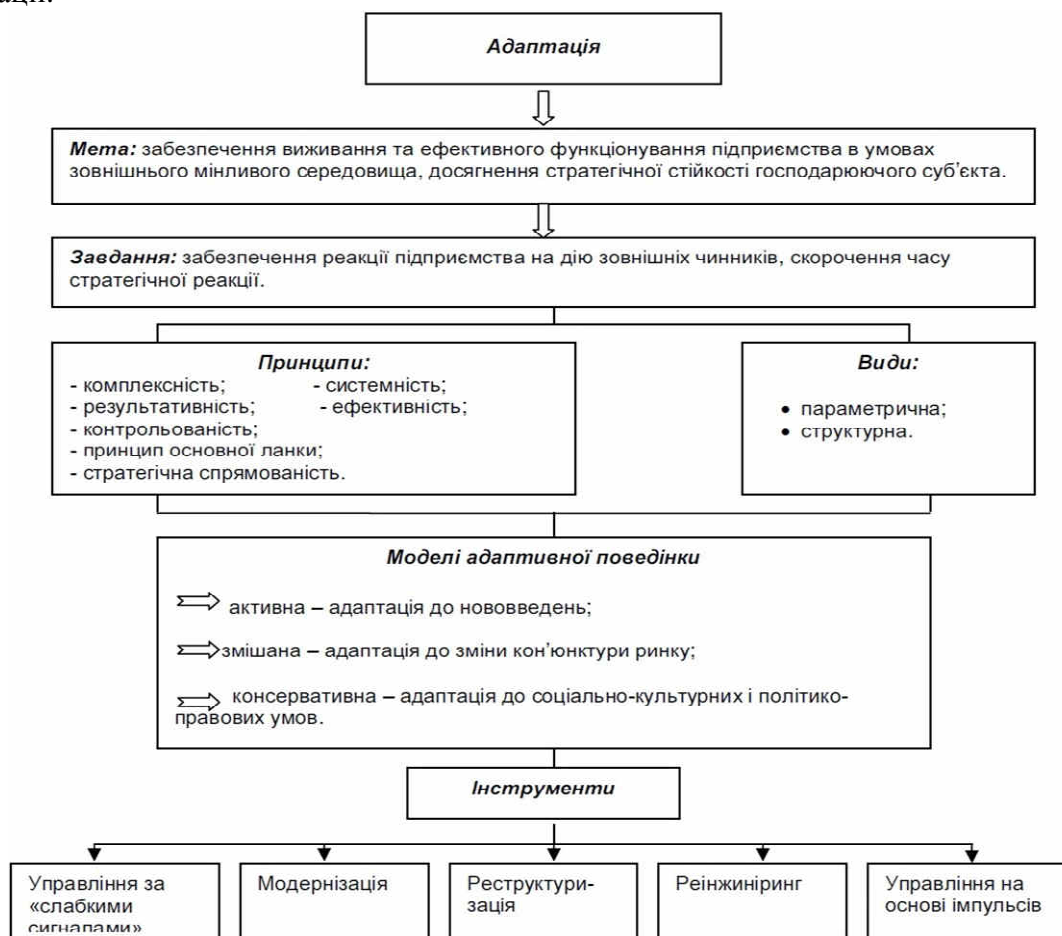 Адаптація
Мета: забезпечення виживання та ефективного функціонування підприємства в умовах
зовнішнього мінливого середовища, досягнення стратегічної стійкості господарюючого суб’єкта.
Завдання: забезпечення реакції підприємства на дію зовнішніх чинників, скорочення часу
стратегічної реакції.
Принципи:
- комплексність; - системність;
- результативність; - ефективність;
- контрольованість;
- принцип основної ланки;
- стратегічна спрямованість.
Види:
• параметрична;
• структурна.
Моделі адаптивної поведінки
активна – адаптація до нововведень;
змішана – адаптація до зміни кон’юнктури ринку;
консервативна – адаптація до соціально-культурних і політико-
правових умов.
Інструменти
Управління за
«слабкими
сигналами»
Модернізація
Реструктури-
зація
Реінжиніринг
Управління на
основі імпульсів